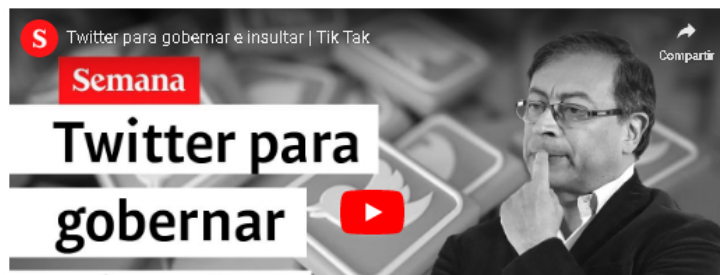 S Twitter para gobernar e insultar | Tik Tak
Compartir
Semana
Twitter para
gobernar